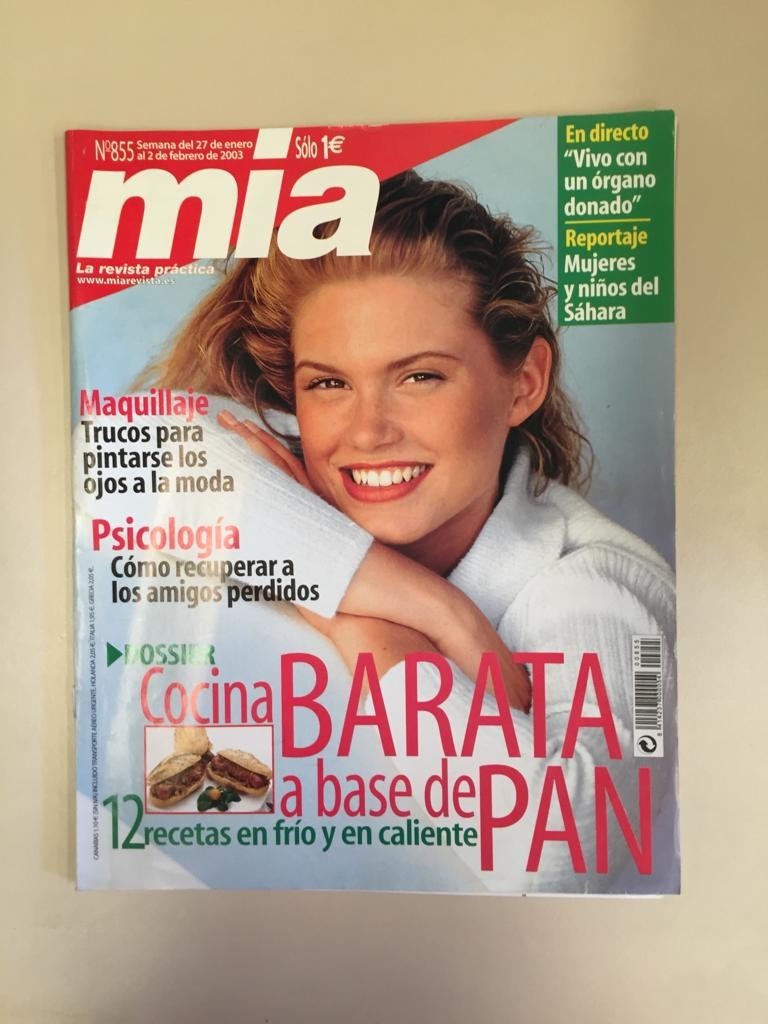 Nº855 Semana del 27 de enero
al 2 de febrero de 2003
Sólo 1€
mía
La revista práctica
www.miarevista.es
En directo
"Vivo con
un órgano
donado"
Reportaje
Mujeres
y niños del
Sáhara
Maquillaje
Trucos para
pintarse los
ojos a la moda
Psicología
Cómo recuperar a
los amigos perdidos
DOSSIER
Cocina BARATA
a base de PAN
12 recetas en frío y en caliente
00855